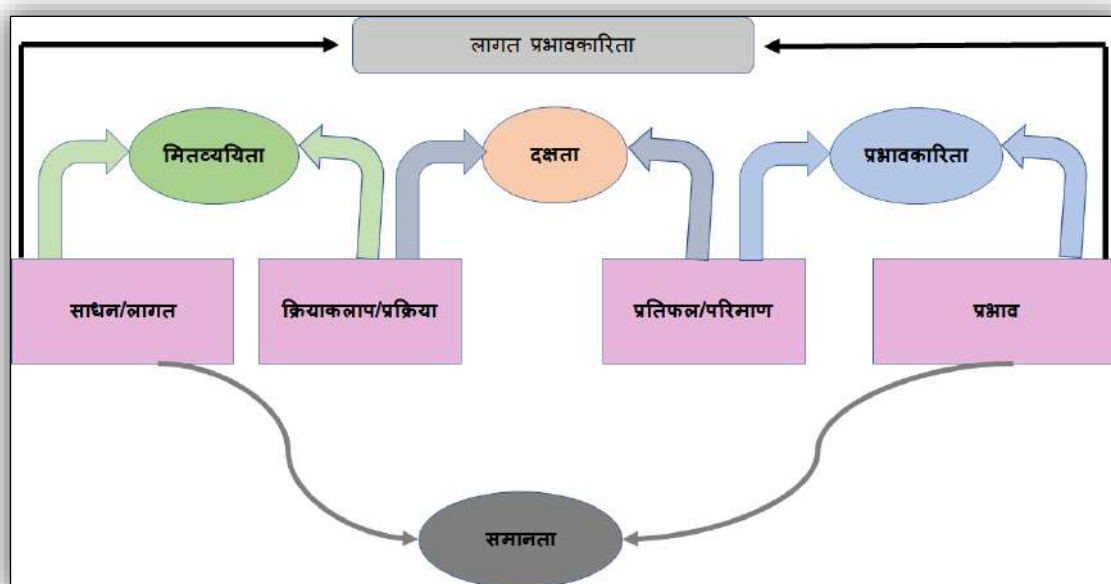 लागत प्रभावकारिता
मितव्ययिता
दक्षता
प्रभावकारिता
साधन/लागत
क्रियाकलाप/प्रक्रिया
प्रतिफल/परिमाण
प्रभाव
समानता